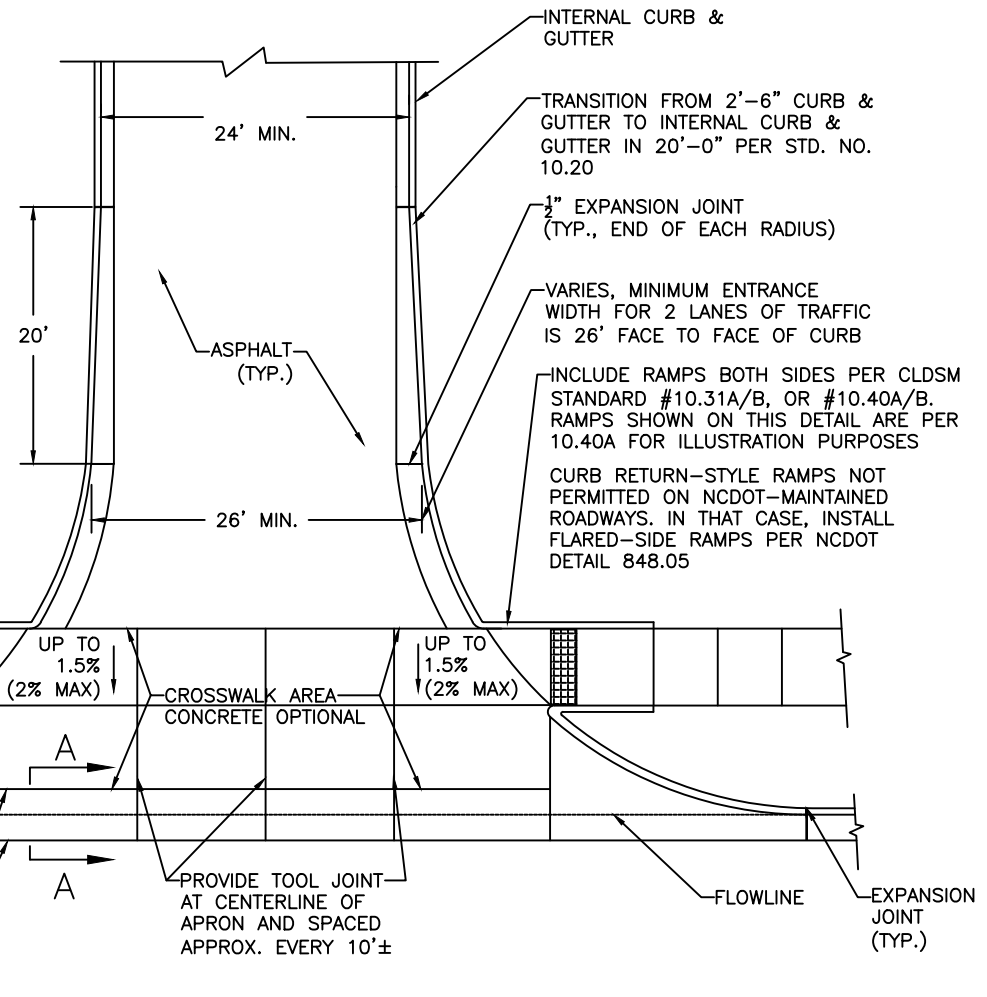 INTERNAL CURB &
GUTTER
TRANSITION FROM 2'-6" CURB &
GUTTER TO INTERNAL CURB &
GUTTER IN 20'-0" PER STD. NO.
10.20
24' MIN.
½" EXPANSION JOINT
(TYP., END OF EACH RADIUS)
VARIES, MINIMUM ENTRANCE
WIDTH FOR 2 LANES OF TRAFFIC
IS 26' FACE TO FACE OF CURB
20'
ASPHALT
(TYP.)
INCLUDE RAMPS BOTH SIDES PER CLDSM
STANDARD #10.31A/B, OR #10.40A/B.
RAMPS SHOWN ON THIS DETAIL ARE PER
10.40A FOR ILLUSTRATION PURPOSES
CURB RETURN-STYLE RAMPS NOT
PERMITTED ON NCDOT-MAINTAINED
ROADWAYS. IN THAT CASE, INSTALL
FLARED-SIDE RAMPS PER NCDOT
DETAIL 848.05
26' MIN.
UP TO
1.5%
(2% MAX)
UP TO
1.5%
(2% MAX)
CROSSWALK AREA
CONCRETE OPTIONAL
A
A
PROVIDE TOOL JOINT
AT CENTERLINE OF
APRON AND SPACED
APPROX. EVERY 10'±
FLOWLINE
EXPANSION
JOINT
(TYP.)